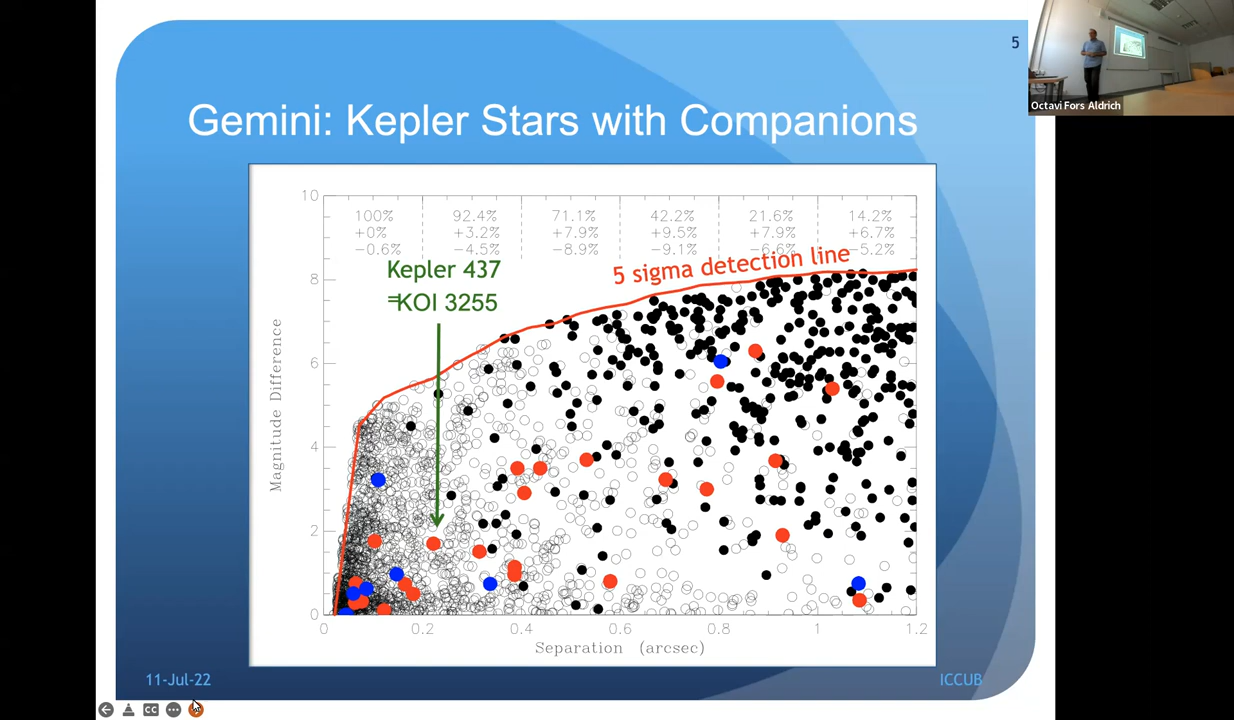 5
Octavi Fors Aldrich
Gemini: Kepler Stars with Companions
10
100% 92.4% 71.1% 42.2% 21.6% 14.2%
+0% +3.2% +7.9% +9.5% +7.9% +6.7%
−0.6% −4.5% −8.9% −9.1% −6.6% −5.2%
5 sigma detection line
Kepler 437
=KOI 3255
8
6
4
2
0
Magnitude Difference
0 0.2 0.4 0.6 0.8 1 1.2
Separation (arcsec)
11-Jul-22
ICCUB
CC